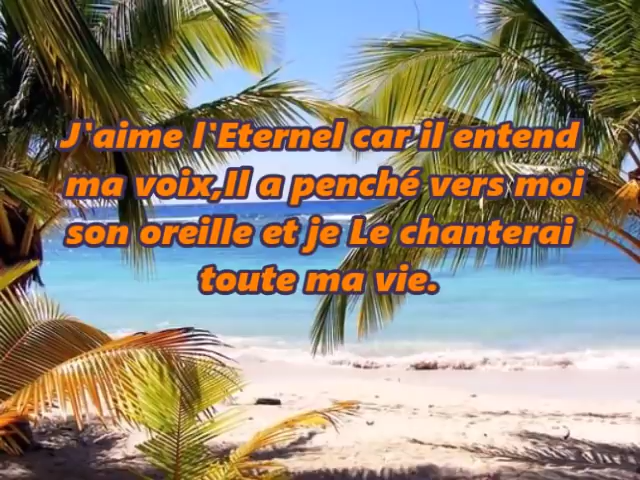 J'aime l'Eternel car il entend
ma voix,Il a penché vers moi
son oreille et je Le chanterai
toute ma vie.